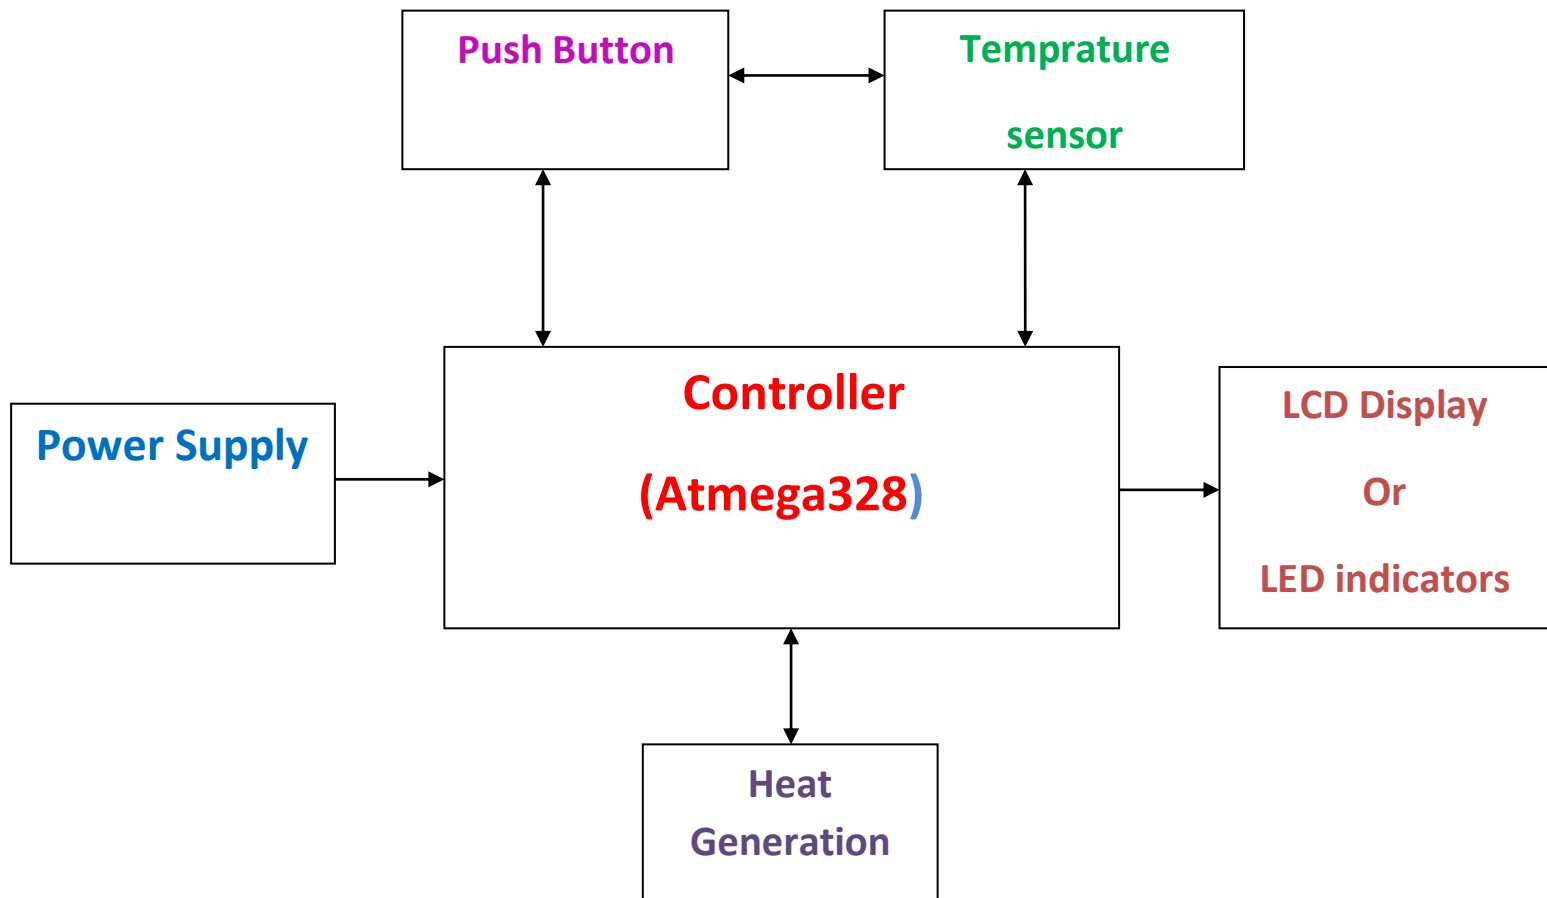 Push Button
Temprature
sensor
Controller
(Atmega328)
Power Supply
LCD Display
Or
LED indicators
Heat
Generation